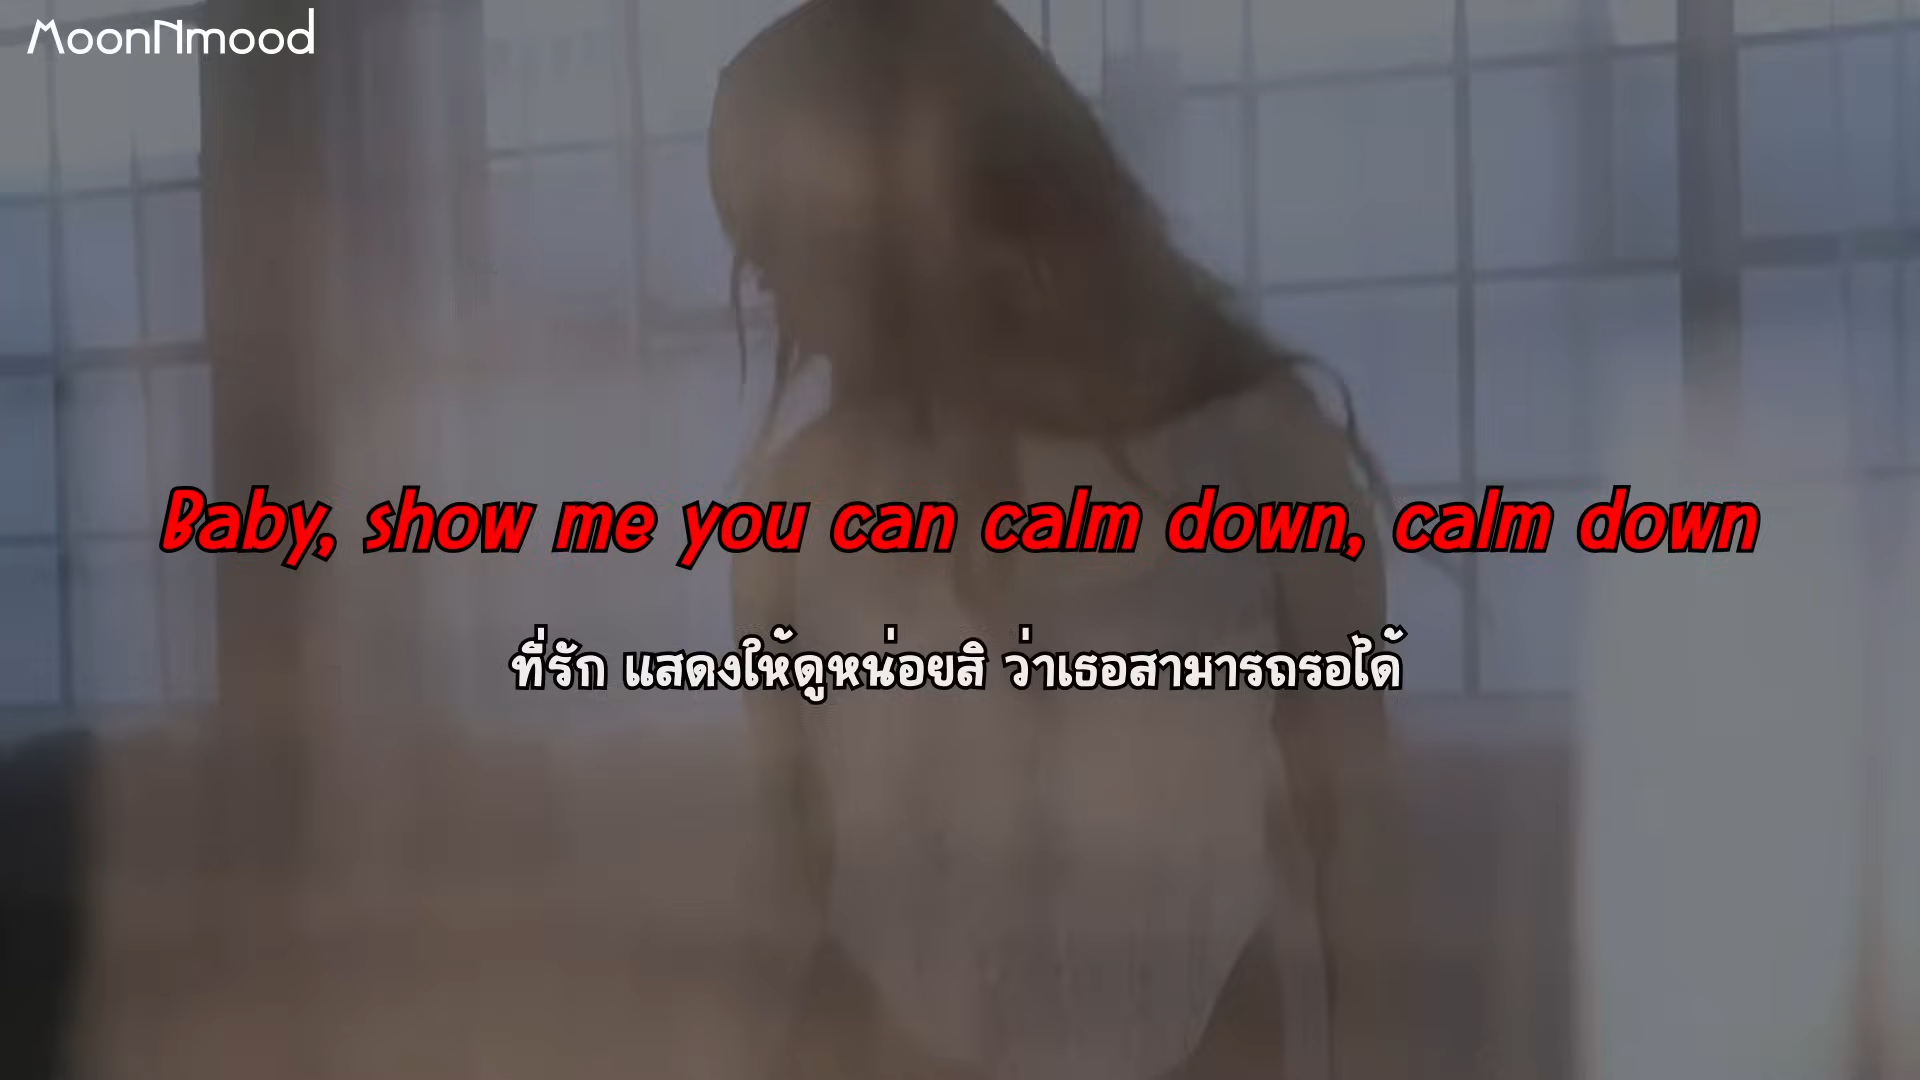 MoonNmood
Baby, show me you can calm down, calm down
ที่รัก แสดงให้ดูหน่อยสิ ว่าเธอสามารถรอได้